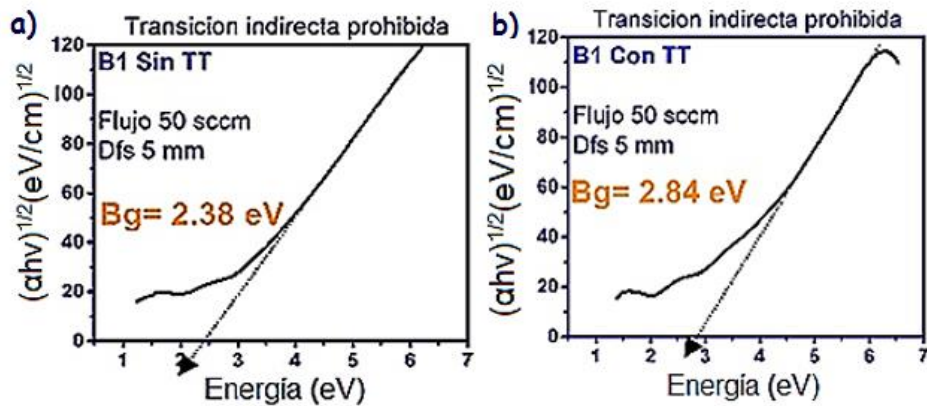 a)
Transicion indirecta prohibida
120
100
80
60
40
20
0
(αhν)^1/2(eV/cm)^1/2
B1 Sin TT
Flujo 50 sccm
Dfs 5 mm
Bg= 2.38 eV
1 2 3 4 5 6 7
Energía (eV)
b)
Transicion indirecta prohibida
120
100
80
60
40
20
0
(αhν)^1/2(eV/cm)^1/2
B1 Con TT
Flujo 50 sccm
Dfs 5 mm
Bg= 2.84 eV
1 2 3 4 5 6 7
Energía (eV)